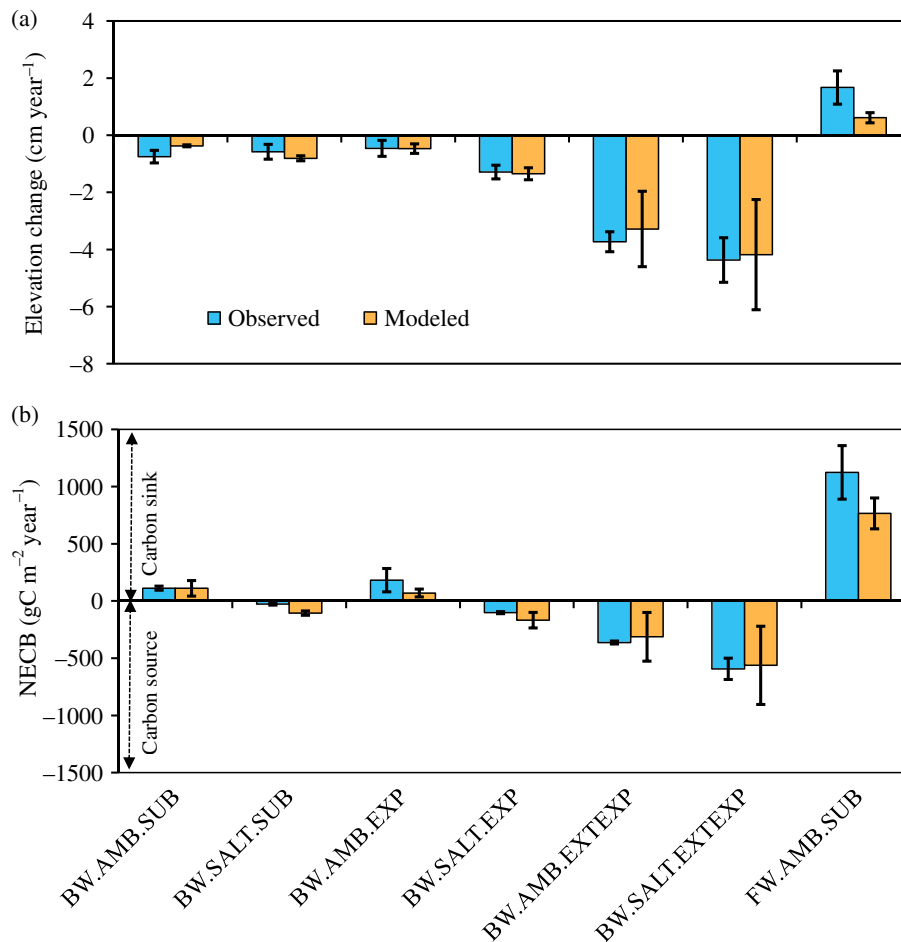 (a)
Elevation change (cm year⁻¹)
4
2
0
–2
–4
–6
–8
Observed
Modeled
(b)
NECB (gC m⁻² year⁻¹)
1500
1000
500
0
–500
–1000
–1500
Carbon sink
Carbon source
BW.AMB.SUB
BW.SALT.SUB
BW.AMB.EXP
BW.SALT.EXP
BW.AMB.EXTEXP
BW.SALT.EXTEXP
FW.AMB.SUB